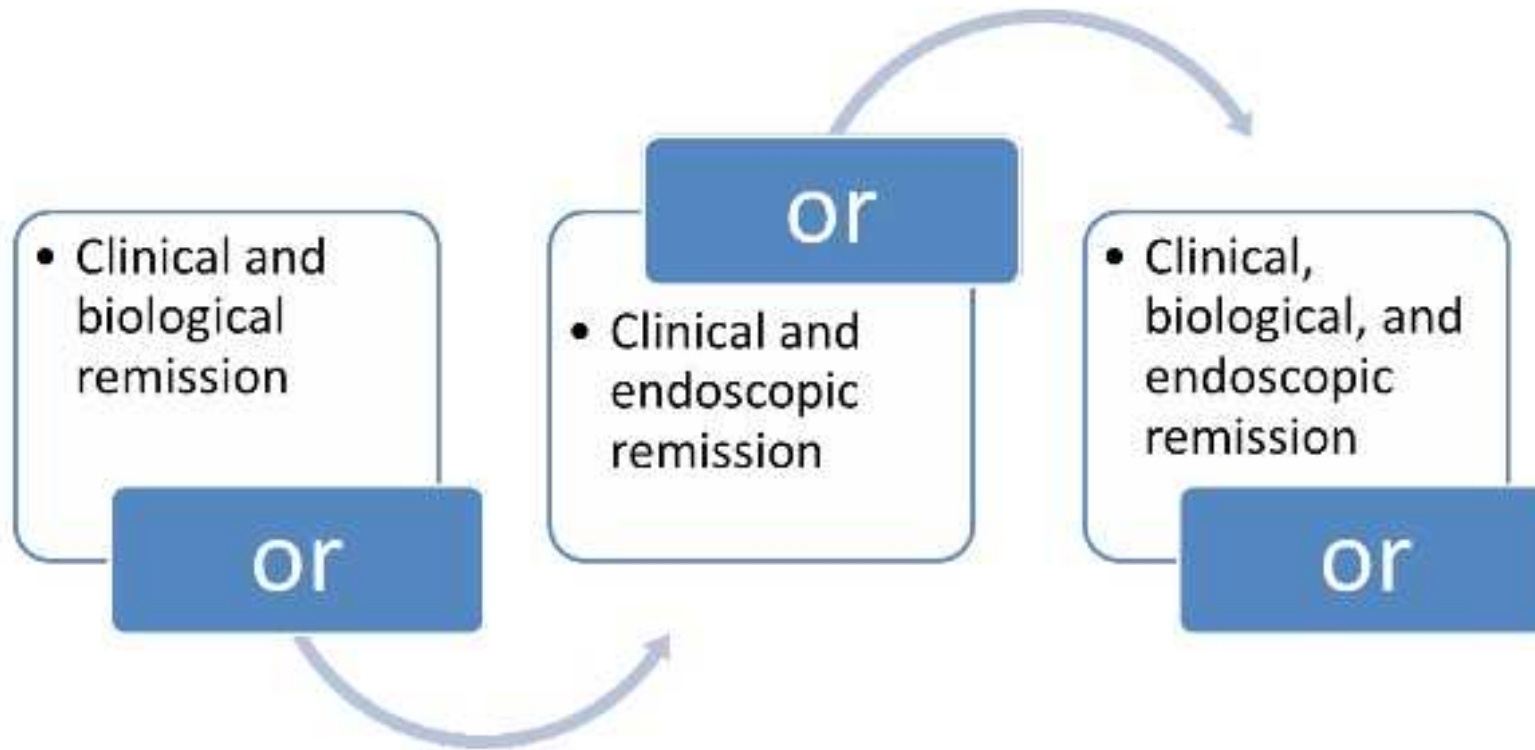 • Clinical and
biological
remission
or
or
• Clinical and
endoscopic
remission
• Clinical,
biological, and
endoscopic
remission
or